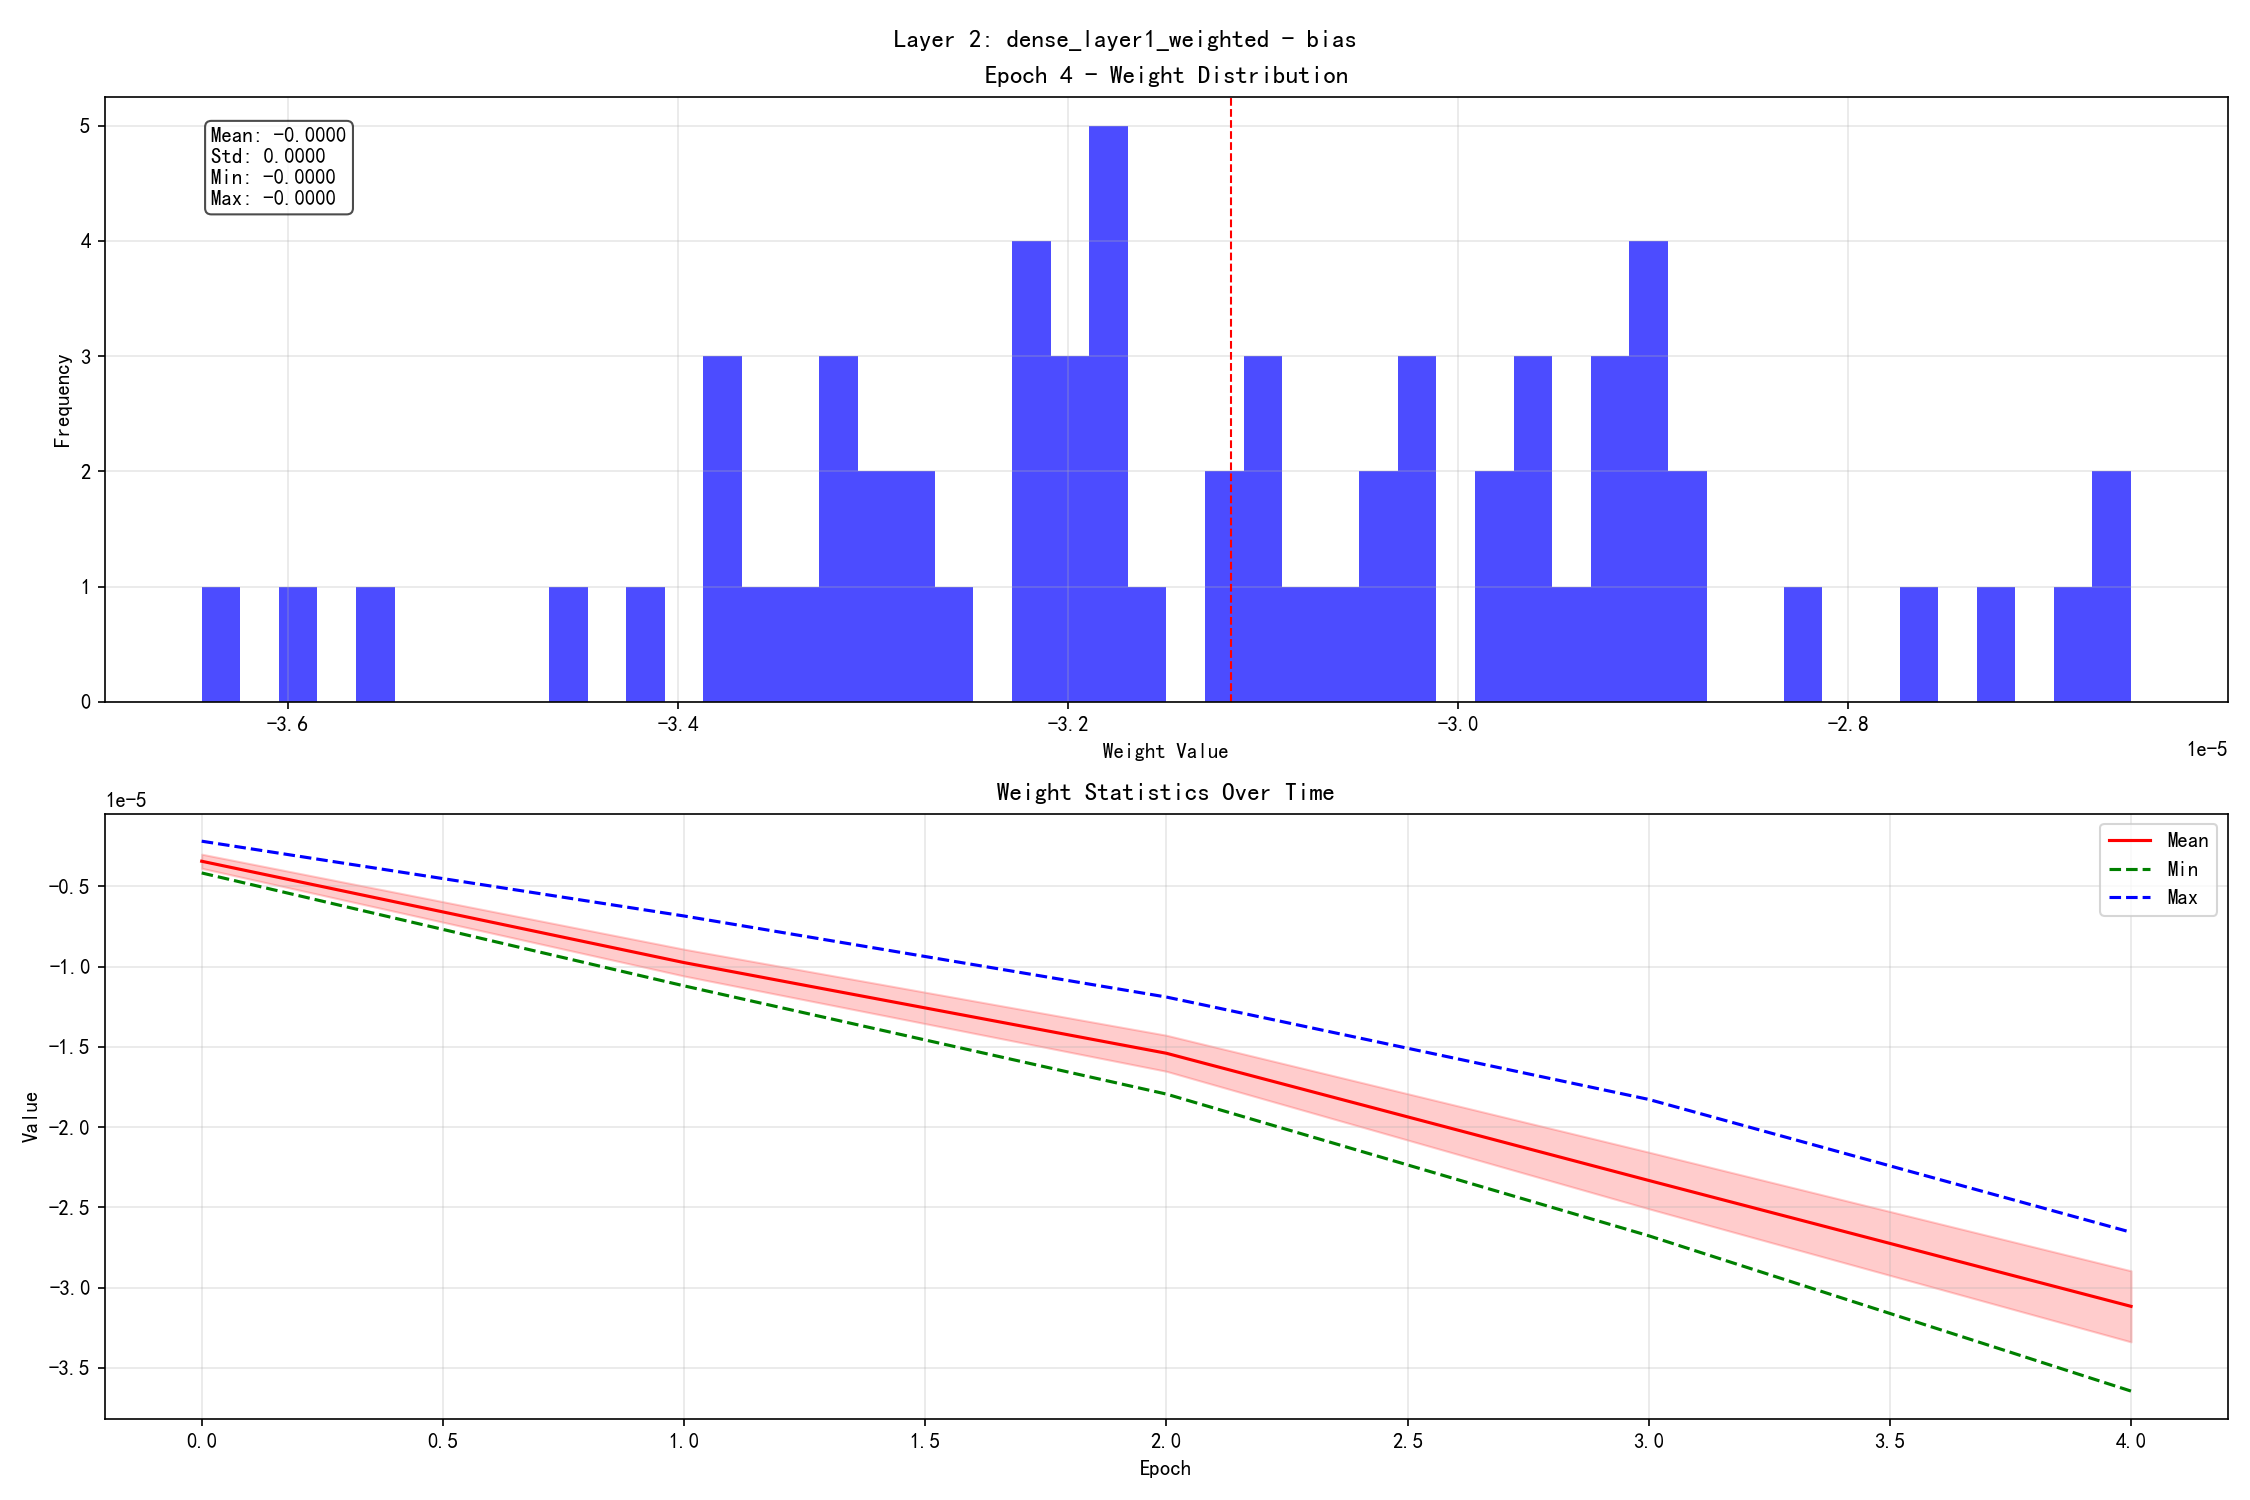 Layer 2: dense_layer1_weighted - bias
Epoch 4 - Weight Distribution
Mean: -0.0000
Std: 0.0000
Min: -0.0000
Max: -0.0000
5
4
3
2
1
0
Frequency
-3.6 -3.4 -3.2 -3.0 -2.8
1e-5
Weight Value
Weight Statistics Over Time
1e-5
Mean
Min
Max
-0.5
-1.0
-1.5
-2.0
-2.5
-3.0
-3.5
Value
0.0 0.5 1.0 1.5 2.0 2.5 3.0 3.5 4.0
Epoch